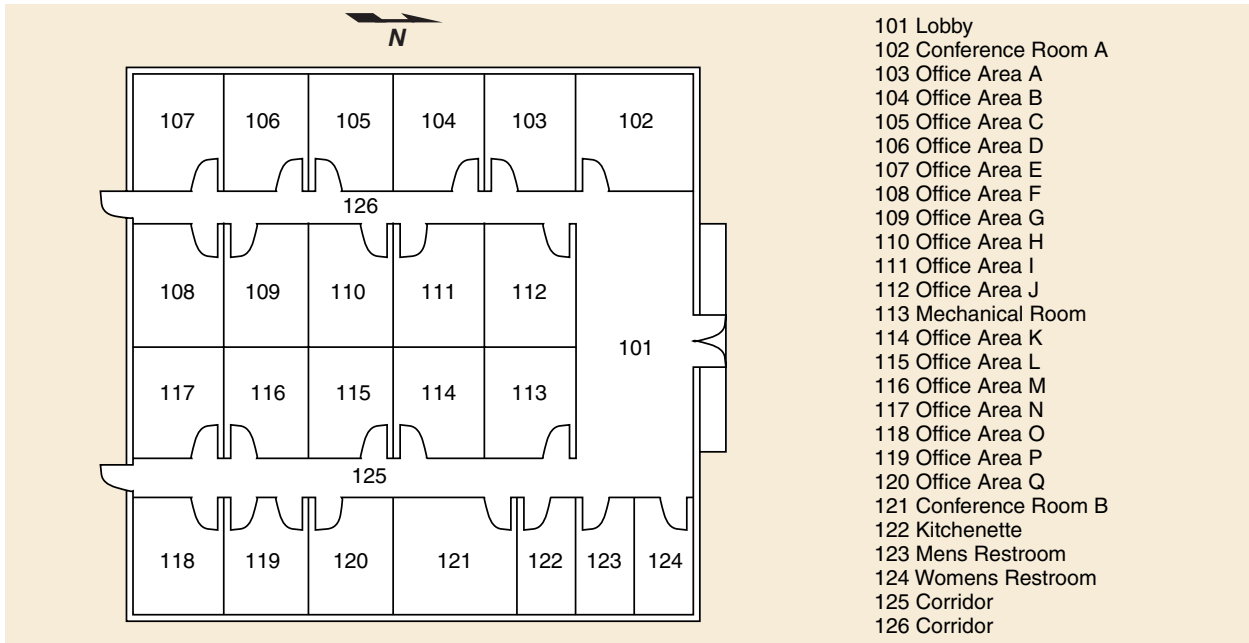 N
107 106 105 104 103 102
126
108 109 110 111 112
101
117 116 115 114 113
125
118 119 120 121 122 123 124
101 Lobby
102 Conference Room A
103 Office Area A
104 Office Area B
105 Office Area C
106 Office Area D
107 Office Area E
108 Office Area F
109 Office Area G
110 Office Area H
111 Office Area I
112 Office Area J
113 Mechanical Room
114 Office Area K
115 Office Area L
116 Office Area M
117 Office Area N
118 Office Area O
119 Office Area P
120 Office Area Q
121 Conference Room B
122 Kitchenette
123 Mens Restroom
124 Womens Restroom
125 Corridor
126 Corridor